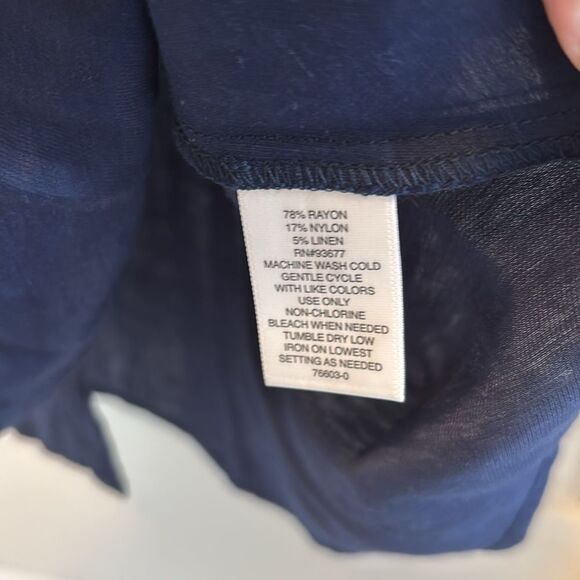 78% RAYON
17% NYLON
5% LINEN
RN#93677
MACHINE WASH COLD
GENTLE CYCLE
WITH LIKE COLORS
USE ONLY
NON-CHLORINE
BLEACH WHEN NEEDED
TUMBLE DRY LOW
IRON ON LOWEST
SETTING AS NEEDED
76603-0